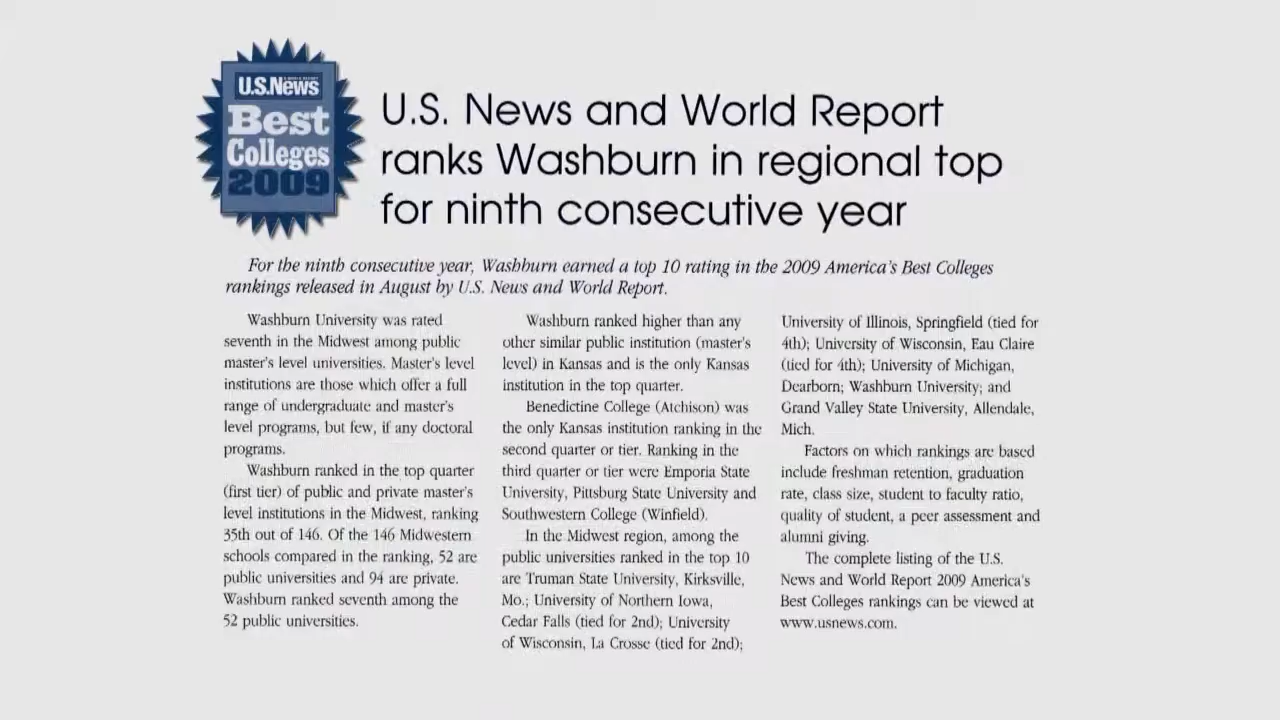 U.S.News
Best
Colleges
2009
U.S. News and World Report
ranks Washburn in regional top
for ninth consecutive year
For the ninth consecutive year, Washburn earned a top 10 rating in the 2009 America's Best Colleges
rankings released in August by U.S. News and World Report.
Washburn University was rated
seventh in the Midwest among public
master's level universities. Master's level
institutions are those which offer a full
range of undergraduate and master's
level programs, but few, if any doctoral
programs.
Washburn ranked in the top quarter
(first tier) of public and private master's
level institutions in the Midwest, ranking
35th out of 146. Of the 146 Midwestern
schools compared in the ranking, 52 are
public universities and 94 are private.
Washburn ranked seventh among the
52 public universities.
Washburn ranked higher than any
other similar public institution (master's
level) in Kansas and is the only Kansas
institution in the top quarter.
Benedictine College (Atchison) was
the only Kansas institution ranking in the
second quarter or tier. Ranking in the
third quarter or tier were Emporia State
University, Pittsburg State University and
Southwestern College (Winfield).
In the Midwest region, among the
public universities ranked in the top 10
are Truman State University, Kirksville,
Mo.; University of Northern Iowa,
Cedar Falls (tied for 2nd); University
of Wisconsin, La Crosse (tied for 2nd);
University of Illinois, Springfield (tied for
4th); University of Wisconsin, Eau Claire
(tied for 4th); University of Michigan,
Dearborn; Washburn University; and
Grand Valley State University, Allendale,
Mich.
Factors on which rankings are based
include freshman retention, graduation
rate, class size, student to faculty ratio,
quality of student, a peer assessment and
alumni giving.
The complete listing of the U.S.
News and World Report 2009 America's
Best Colleges rankings can be viewed at
www.usnews.com.